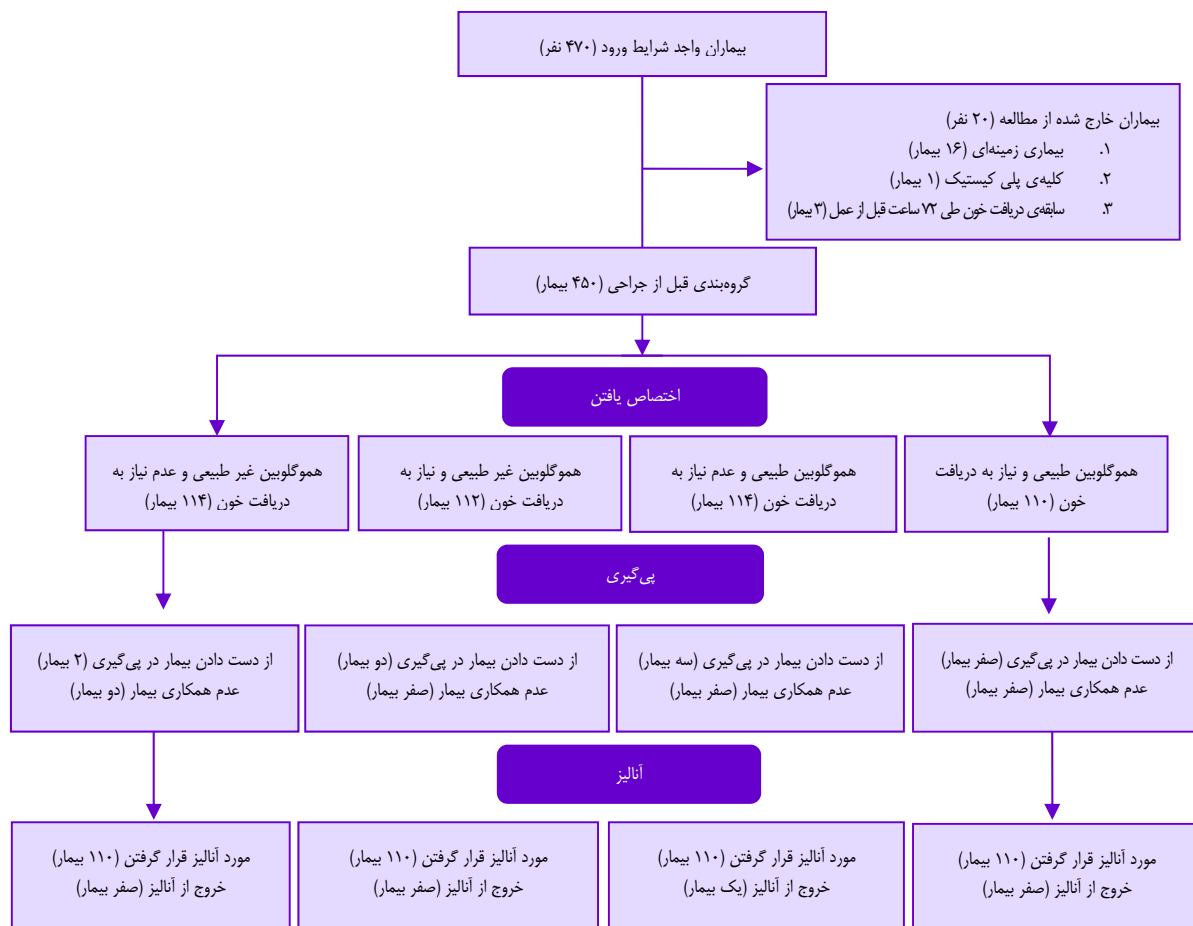 بیماران واجد شرایط ورود (۴۷۰ نفر)
بیماران خارج شده از مطالعه (۲۰ نفر)
۱. بیماری زمینه‌ای (۱۶ بیمار)
۲. کلیه‌ی پلی کیستیک (۱ بیمار)
۳. سابقه‌ی دریافت خون طی ۷۲ ساعت قبل از عمل (۳ بیمار)
گروه‌بندی قبل از جراحی (۴۵۰ بیمار)
اختصاص یافتن
هموگلوبین طبیعی و نیاز به دریافت
خون (۱۱۰ بیمار)
هموگلوبین طبیعی و عدم نیاز به
دریافت خون (۱۱۴ بیمار)
هموگلوبین غیر طبیعی و نیاز به
دریافت خون (۱۱۲ بیمار)
هموگلوبین غیر طبیعی و عدم نیاز به
دریافت خون (۱۱۴ بیمار)
پی‌گیری
از دست دادن بیمار در پی‌گیری (صفر بیمار)
عدم همکاری بیمار (صفر بیمار)
از دست دادن بیمار در پی‌گیری (سه بیمار)
عدم همکاری بیمار (صفر بیمار)
از دست دادن بیمار در پی‌گیری (دو بیمار)
عدم همکاری بیمار (صفر بیمار)
از دست دادن بیمار در پی‌گیری (۲ بیمار)
عدم همکاری بیمار (دو بیمار)
آنالیز
مورد آنالیز قرار گرفتن (۱۱۰ بیمار)
خروج از آنالیز (صفر بیمار)
مورد آنالیز قرار گرفتن (۱۱۰ بیمار)
خروج از آنالیز (یک بیمار)
مورد آنالیز قرار گرفتن (۱۱۰ بیمار)
خروج از آنالیز (صفر بیمار)
مورد آنالیز قرار گرفتن (۱۱۰ بیمار)
خروج از آنالیز (صفر بیمار)